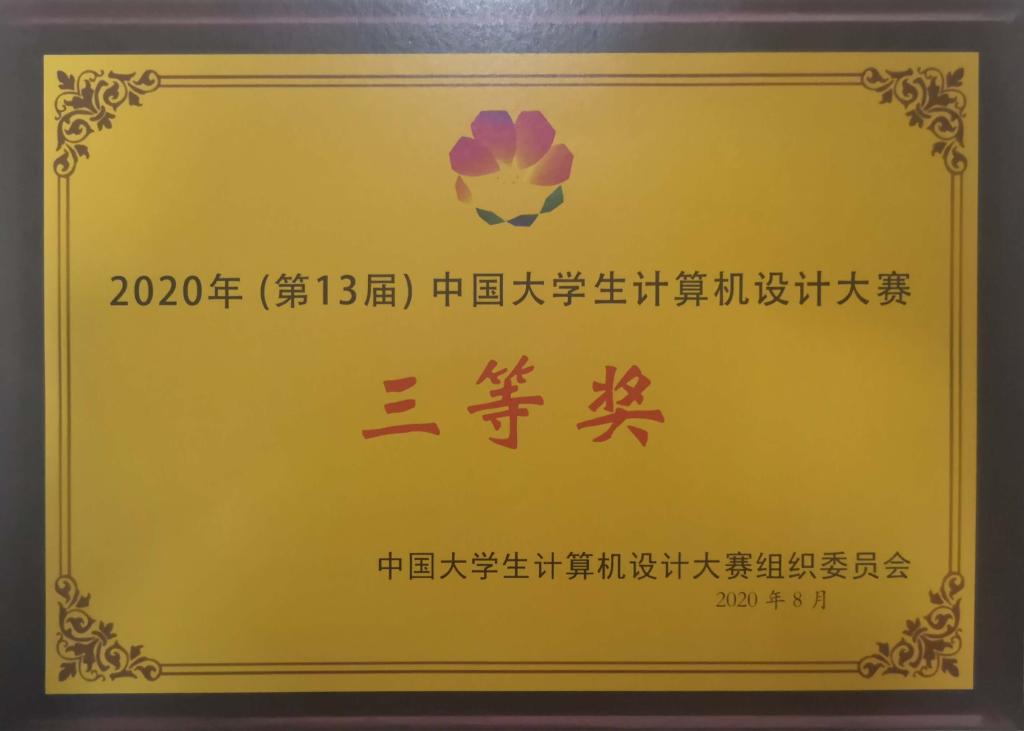 2020年 (第13届) 中国大学生计算机设计大赛
三等奖
中国大学生计算机设计大赛组织委员会
2020 年 8 月